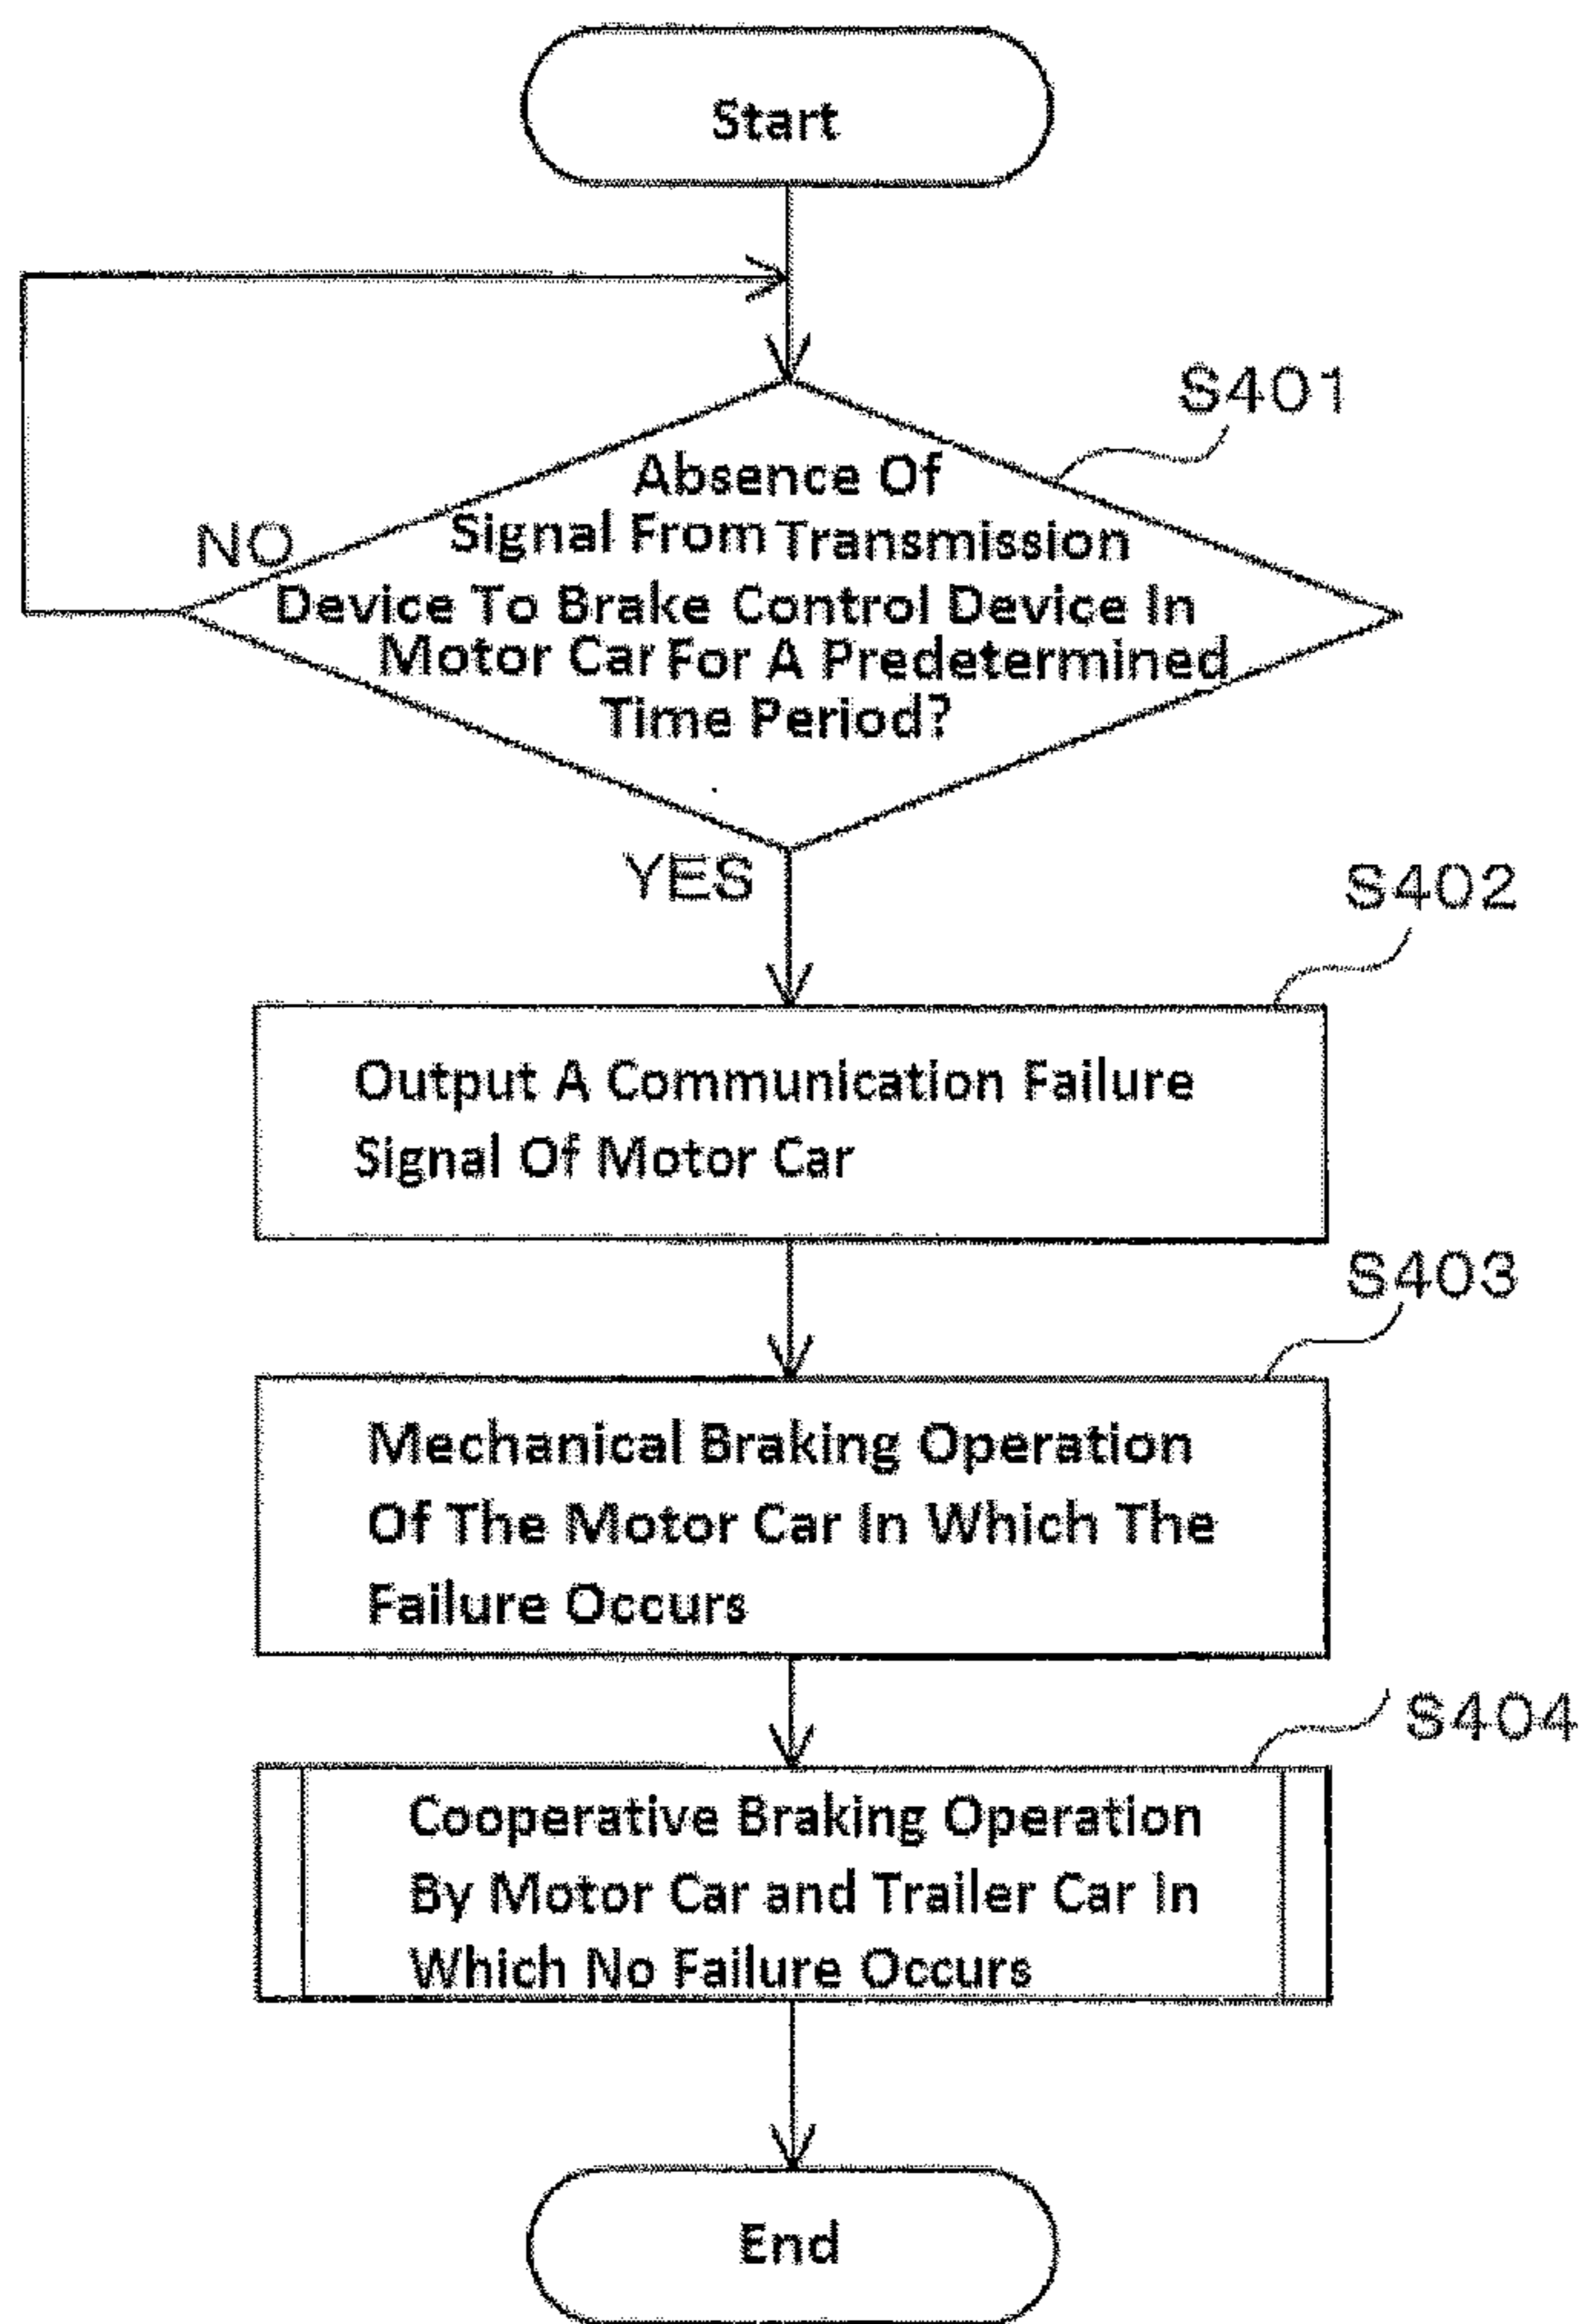 Start
S401
Absence Of
Signal From Transmission
NO
Device To Brake Control Device In
Motor Car For A Predetermined
Time Period?
YES
S402
Output A Communication Failure
Signal Of Motor Car
S403
Mechanical Braking Operation
Of The Motor Car In Which The
Failure Occurs
S404
Cooperative Braking Operation
By Motor Car and Trailer Car In
Which No Failure Occurs
End